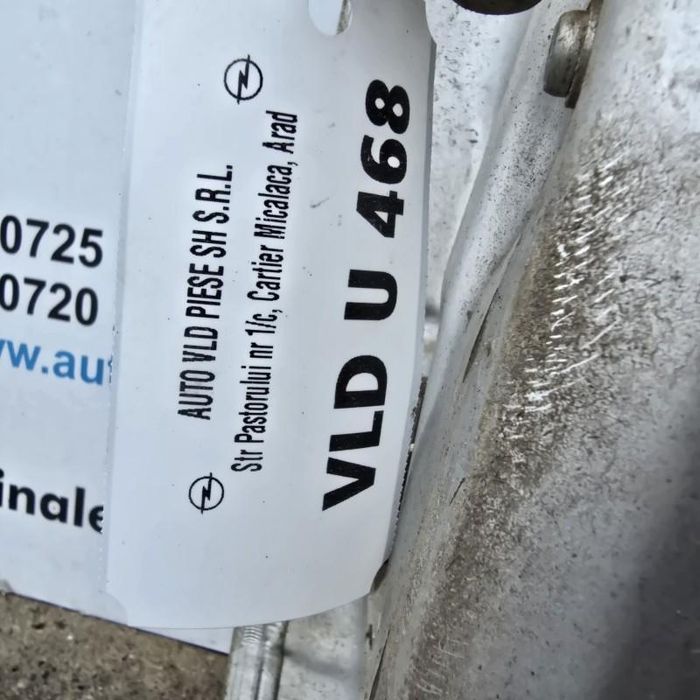 AUTO VLD PIESE SH S.R.L.
Str Pastorului nr 1/c, Cartier Micalaca, Arad
VLD U 468
0725
0720
w.au
inale